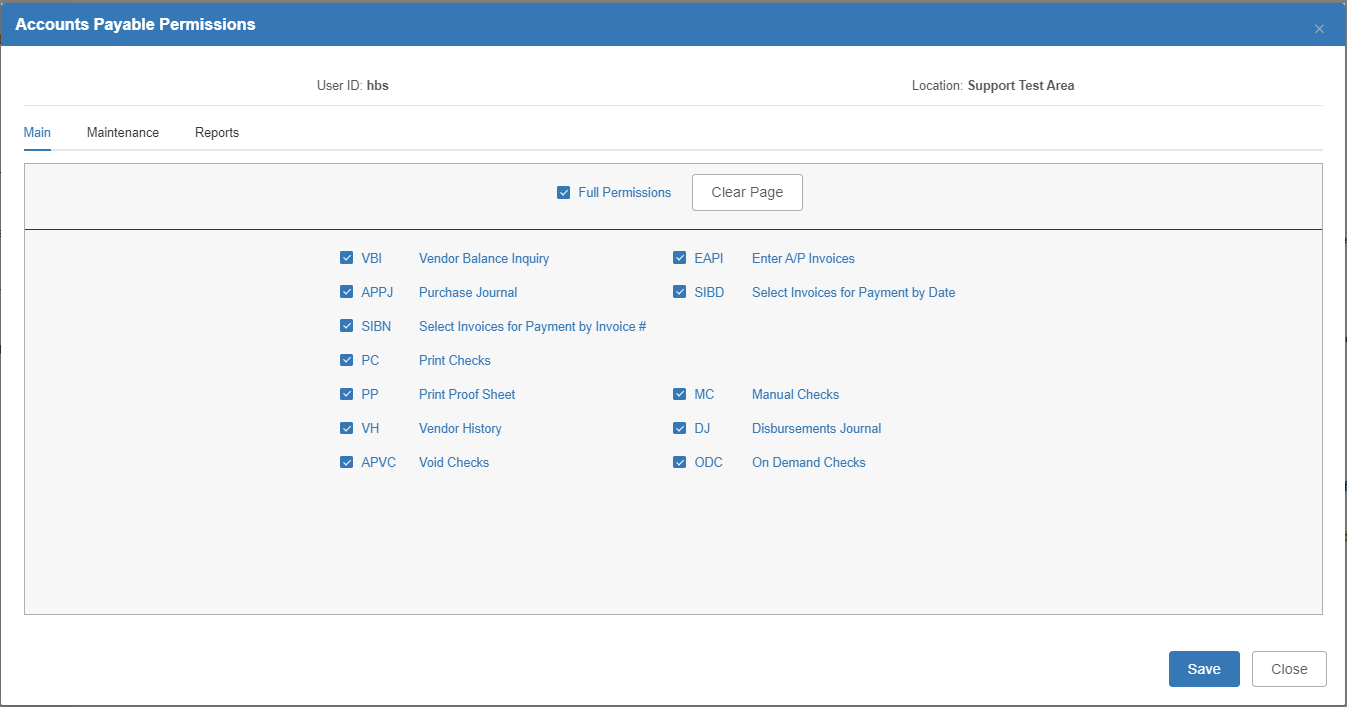 Accounts Payable Permissions
×
User ID: hbs Location: Support Test Area
Main Maintenance Reports
Full Permissions Clear Page
VBI Vendor Balance Inquiry EAPI Enter A/P Invoices
APPJ Purchase Journal SIBD Select Invoices for Payment by Date
SIBN Select Invoices for Payment by Invoice #
PC Print Checks
PP Print Proof Sheet MC Manual Checks
VH Vendor History DJ Disbursements Journal
APVC Void Checks ODC On Demand Checks
Save Close